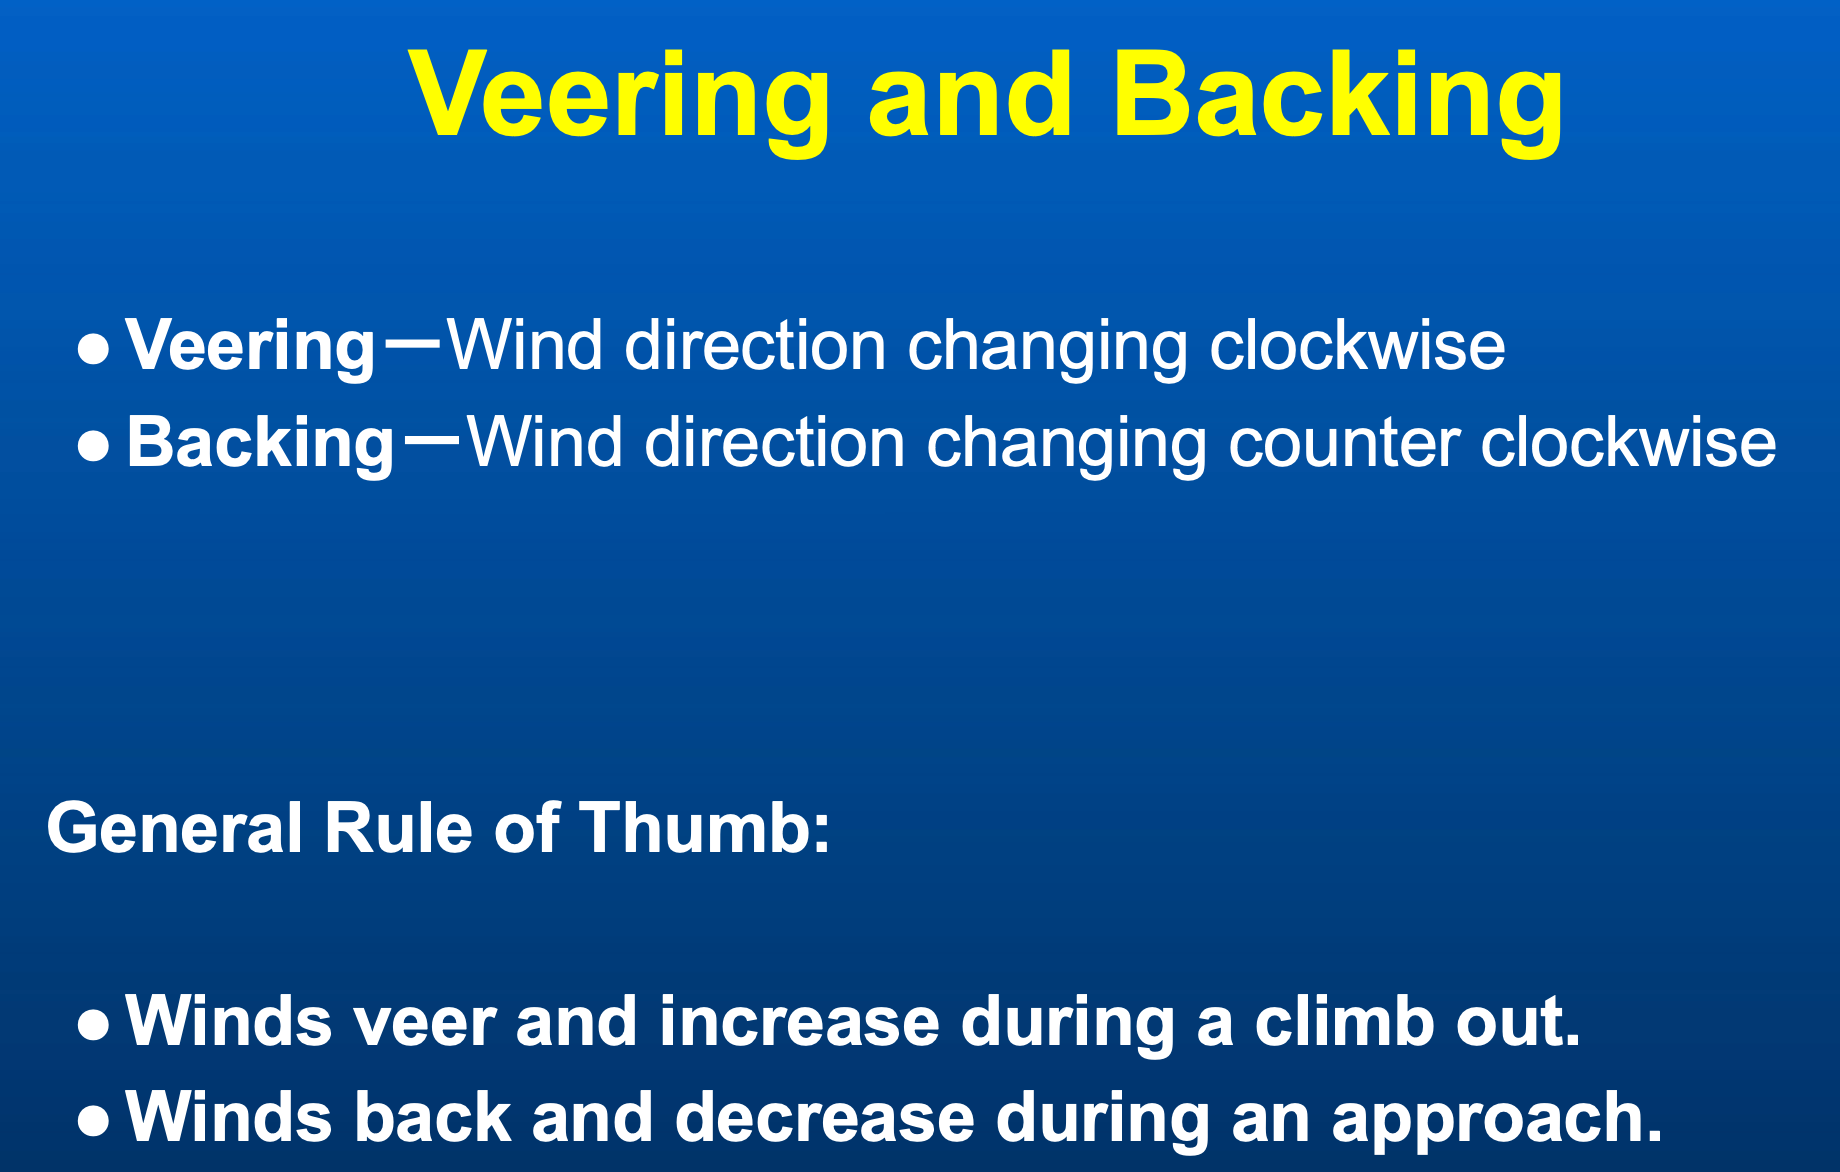 Veering and Backing
● Veering—Wind direction changing clockwise
● Backing—Wind direction changing counter clockwise
General Rule of Thumb:
● Winds veer and increase during a climb out.
● Winds back and decrease during an approach.